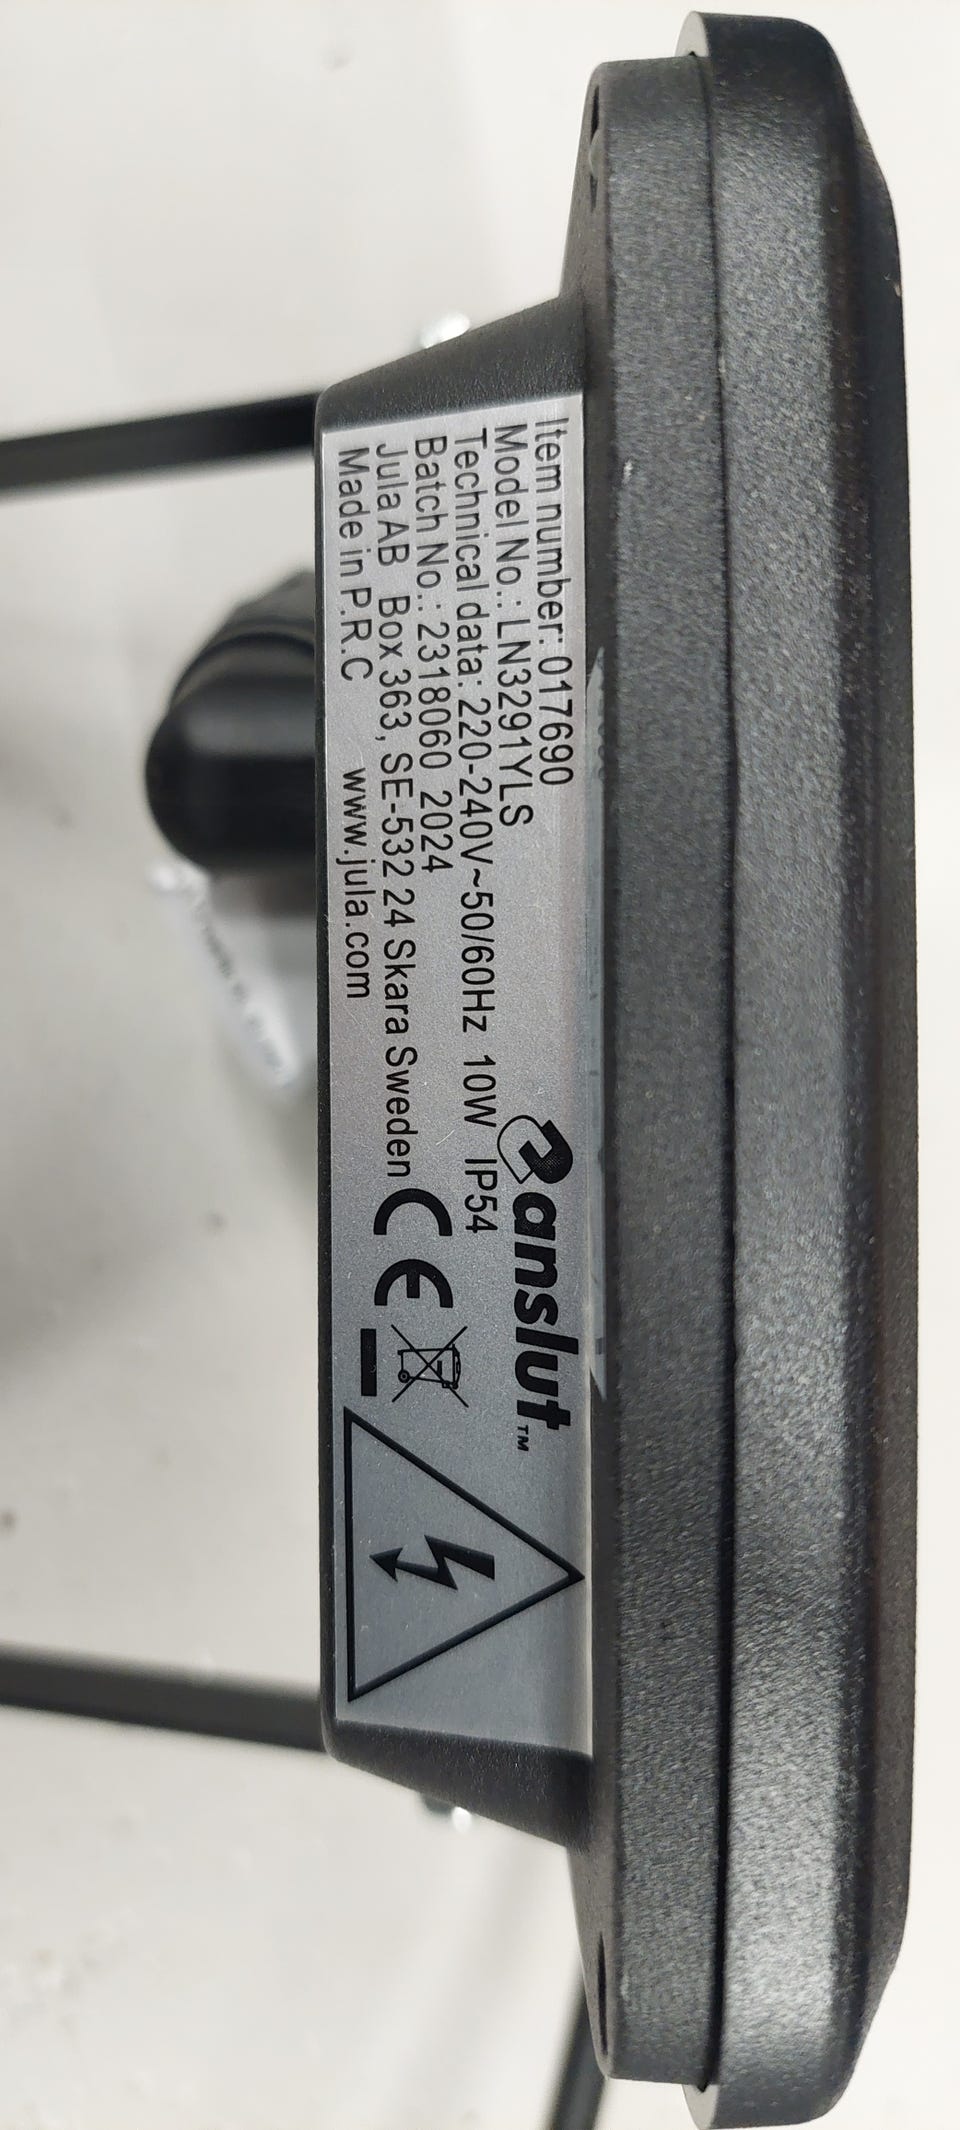 Item number: 017690
Model No.: LN3291YLS
anslut™
Technical data: 220-240V~50/60Hz 10W IP54
Batch No.: 2318060 2024
Jula AB Box 363, SE-532 24 Skara Sweden
CE
Made in P.R.C www.jula.com